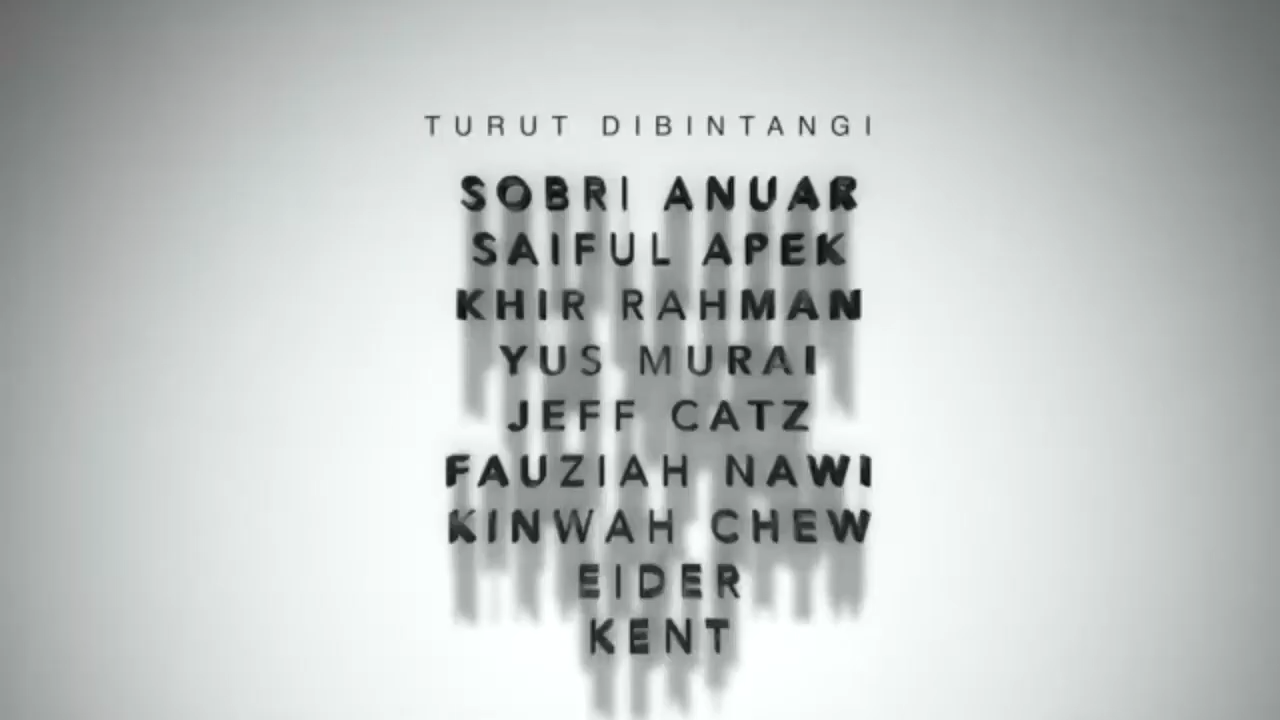 TURUT DIBINTANGI
SOBRI ANUAR
SAIFUL APEK
KHIR RAHMAN
YUS MURAI
JEFF CATZ
FAUZIAH NAWI
KINWAH CHEW
EIDER
KENT